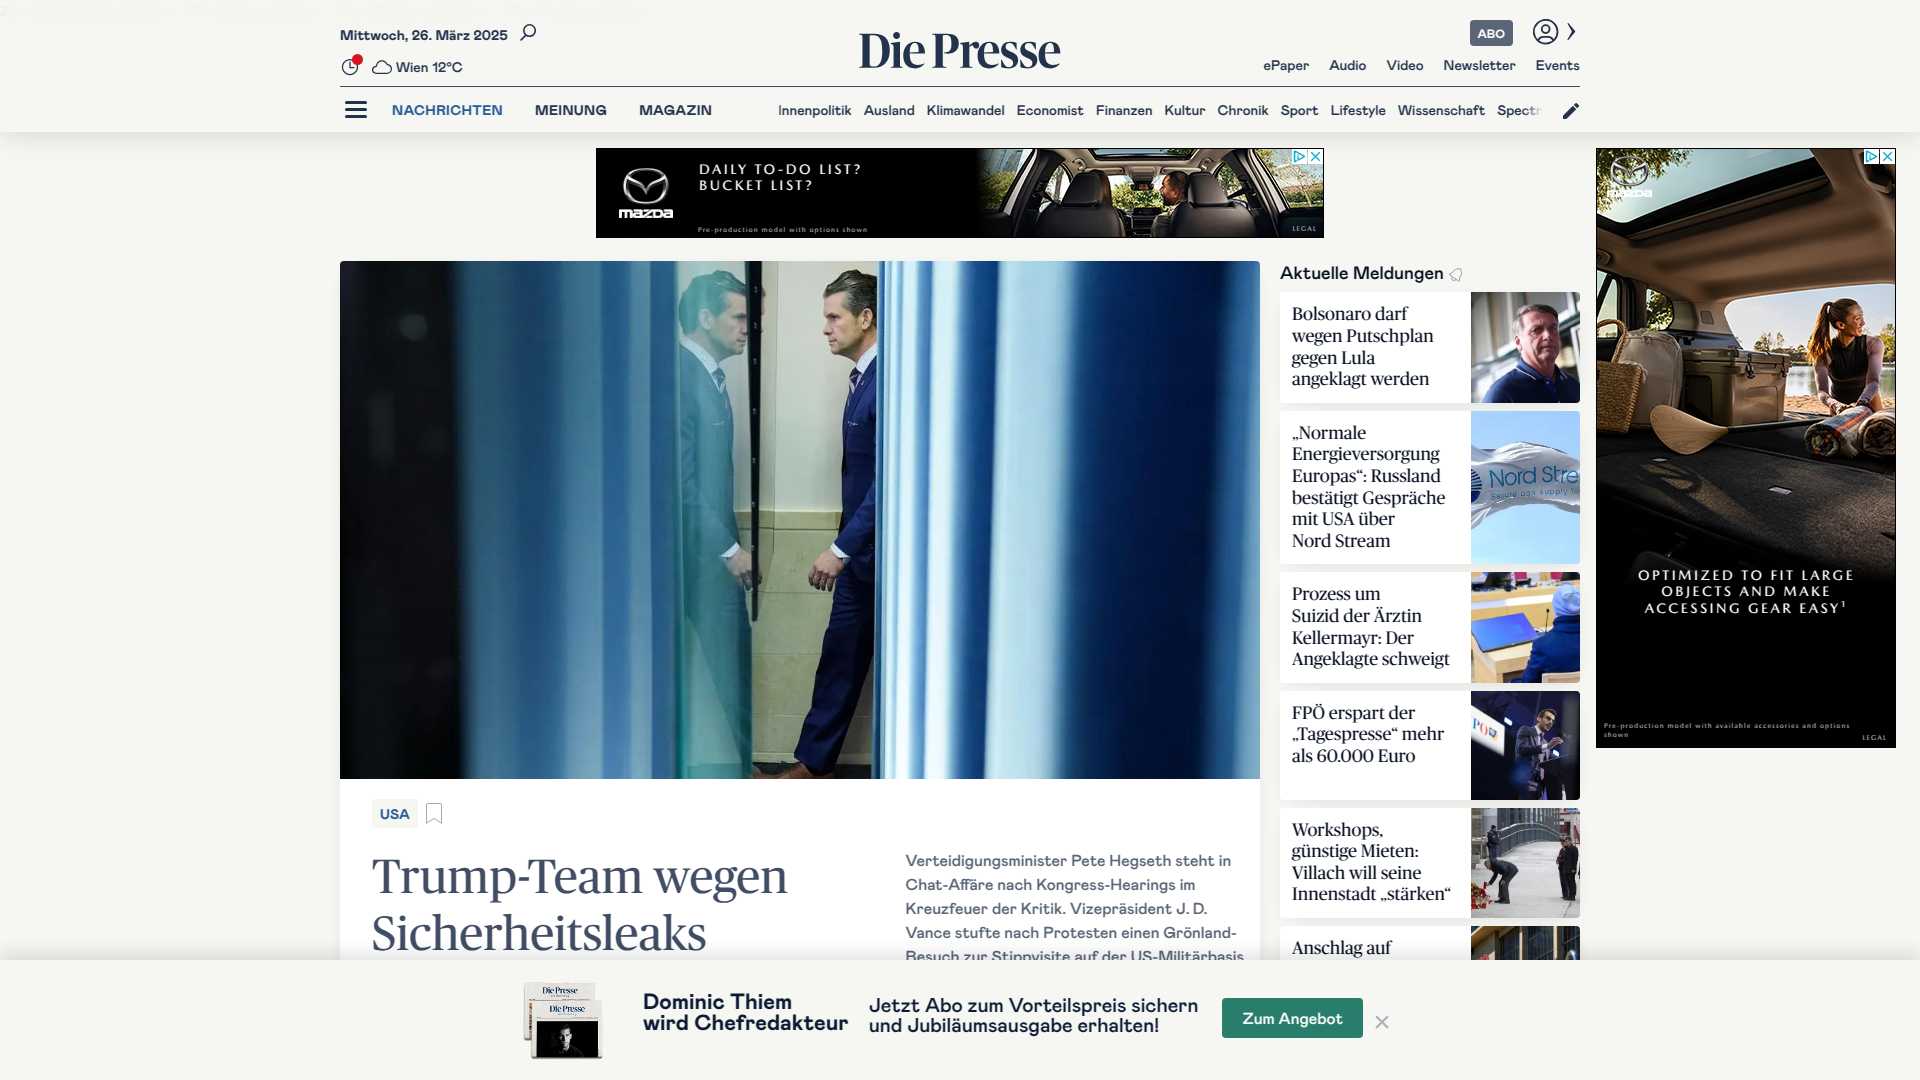 Mittwoch, 26. März 2025
Wien 12°C
Die Presse
ABO
ePaper Audio Video Newsletter Events
NACHRICHTEN MEINUNG MAGAZIN
Innenpolitik Ausland Klimawandel Economist Finanzen Kultur Chronik Sport Lifestyle Wissenschaft Spectr
mazda
DAILY TO-DO LIST?
BUCKET LIST?
Pre-production model with options shown
LEGAL
mazda
OPTIMIZED TO FIT LARGE
OBJECTS AND MAKE
ACCESSING GEAR EASY¹
Pre-production model with available accessories and options
shown
LEGAL
USA
Trump-Team wegen
Sicherheitsleaks
Verteidigungsminister Pete Hegseth steht in
Chat-Affäre nach Kongress-Hearings im
Kreuzfeuer der Kritik. Vizepräsident J. D.
Vance stufte nach Protesten einen Grönland-
Besuch zur Stippvisite auf der US-Militärbasis
Aktuelle Meldungen
Bolsonaro darf
wegen Putschplan
gegen Lula
angeklagt werden
„Normale
Energieversorgung
Europas“: Russland
bestätigt Gespräche
mit USA über
Nord Stream
Nord Stre
Secure gas supply
Prozess um
Suizid der Ärztin
Kellermayr: Der
Angeklagte schweigt
FPÖ erspart der
„Tagespresse“ mehr
als 60.000 Euro
Workshops,
günstige Mieten:
Villach will seine
Innenstadt „stärken“
Anschlag auf
Die Presse
Die Presse
Dominic Thiem
wird Chefredakteur
Jetzt Abo zum Vorteilspreis sichern
und Jubiläumsausgabe erhalten!
Zum Angebot